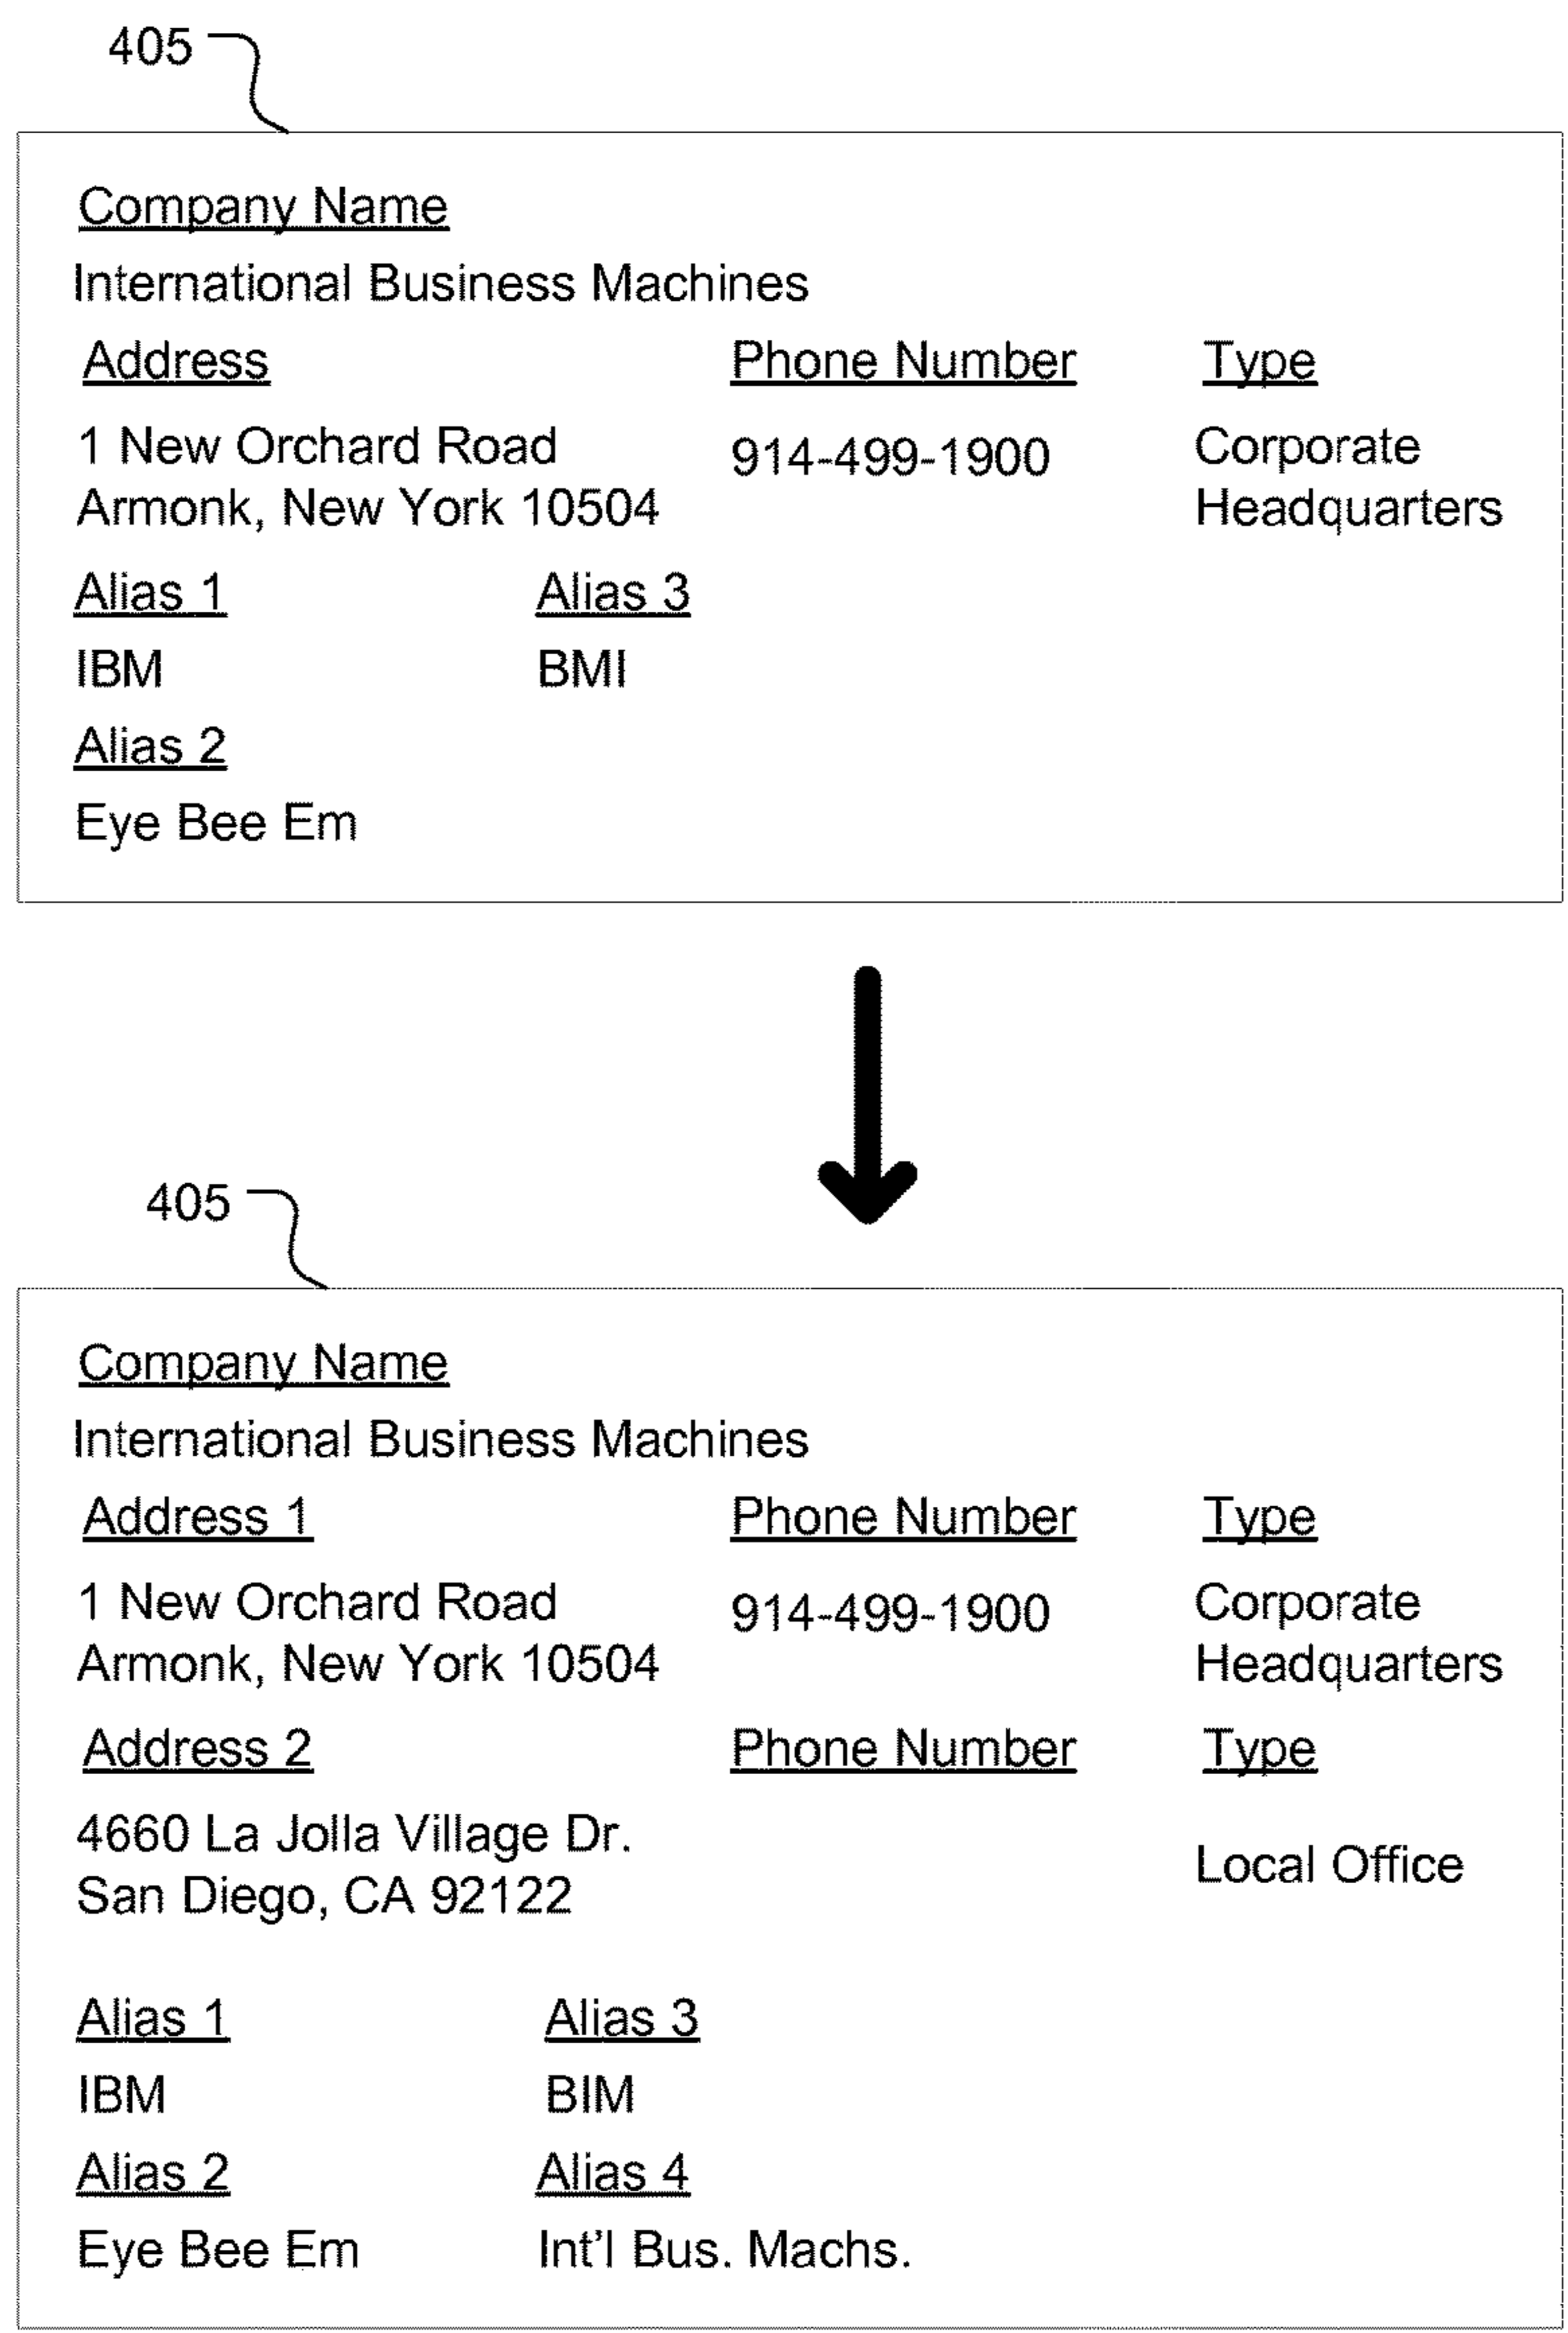 405
Company Name
International Business Machines
Address Phone Number Type
1 New Orchard Road 914-499-1900 Corporate
Armonk, New York 10504 Headquarters
Alias 1 Alias 3
IBM BMI
Alias 2
Eye Bee Em
405
Company Name
International Business Machines
Address 1 Phone Number Type
1 New Orchard Road 914-499-1900 Corporate
Armonk, New York 10504 Headquarters
Address 2 Phone Number Type
4660 La Jolla Village Dr.
Local Office
San Diego, CA 92122
Alias 1 Alias 3
IBM BIM
Alias 2 Alias 4
Eye Bee Em Int'l Bus. Machs.